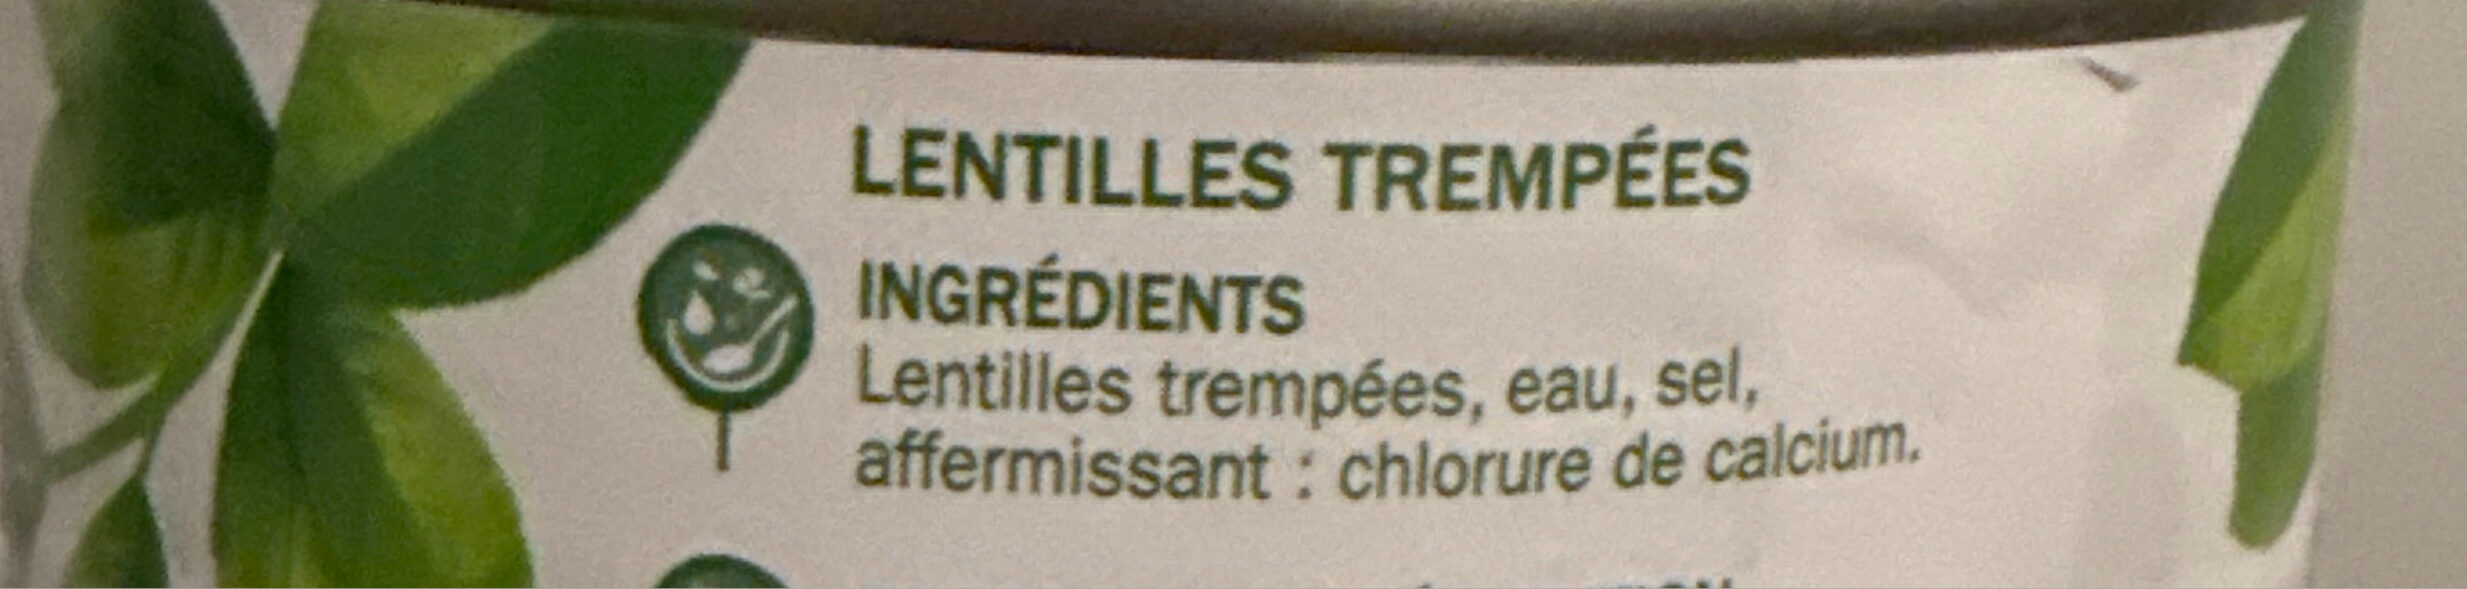 LENTILLES TREMPÉES
INGRÉDIENTS
Lentilles trempées, eau, sel,
affermissant : chlorure de calcium.